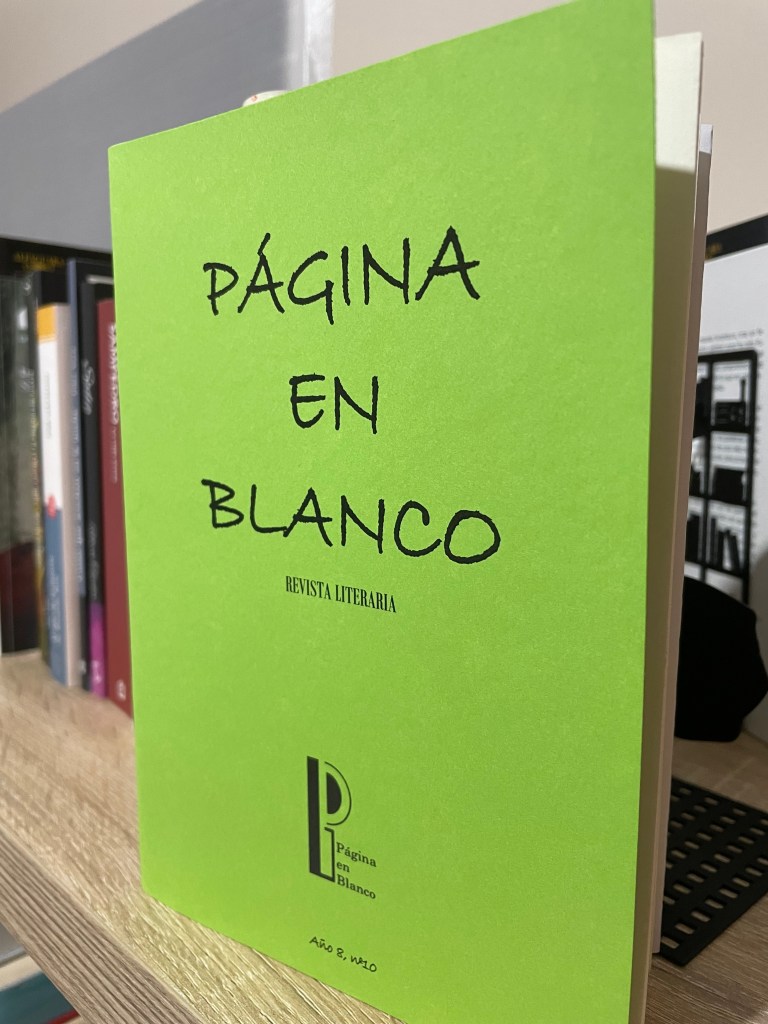 PÁGINA
EN
BLANCO
REVISTA LITERARIA
Página
en
Blanco
Año 8, nº10